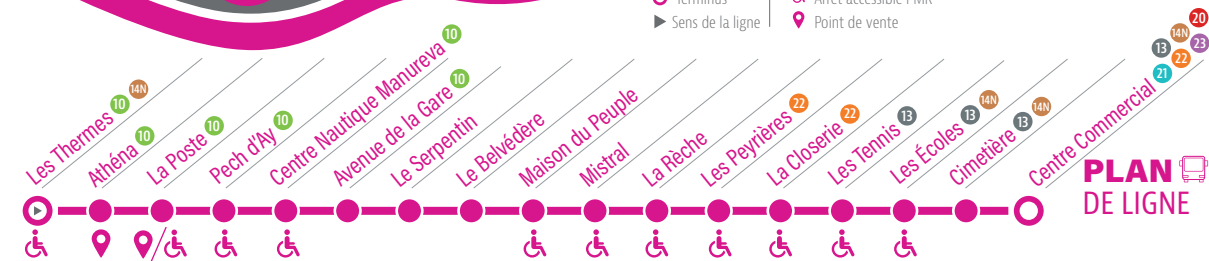 Terminus
Arrêt accessible PMR
Sens de la ligne
Point de vente
Les Thermes 10 14N
Athéna 10
La Poste 10
Pech d'Ay 10
Centre Nautique Manureva 10
Avenue de la Gare 10
Le Serpentin
Le Belvédère
Maison du Peuple
Mistral
La Rèche
Les Peyrières 22
La Closerie 22
Les Tennis 13
Les Écoles 13 14N
Cimetière 13 14N
Centre Commercial 21 22 23 13 14N 20
PLAN
DE LIGNE